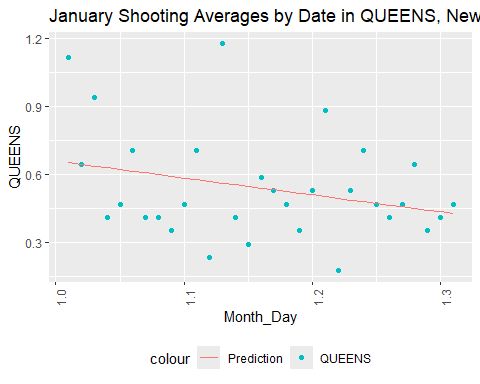 January Shooting Averages by Date in QUEENS, New
1.2
0.9
0.6
0.3
QUEENS
1.0
1.1
1.2
1.3
Month_Day
colour Prediction QUEENS